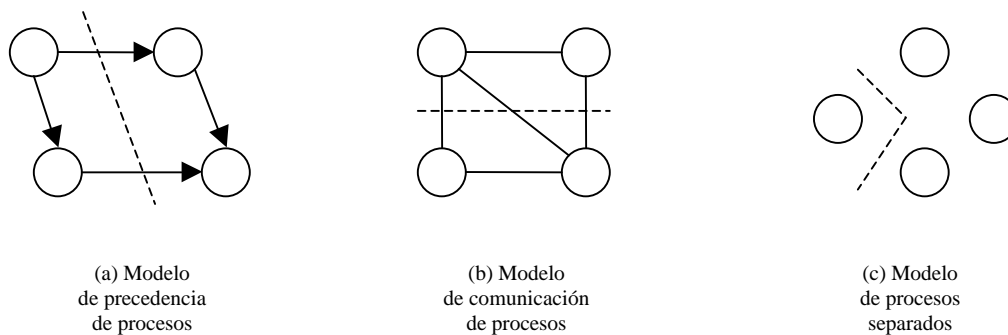 (a) Modelo
de precedencia
de procesos
(b) Modelo
de comunicación
de procesos
(c) Modelo
de procesos
separados